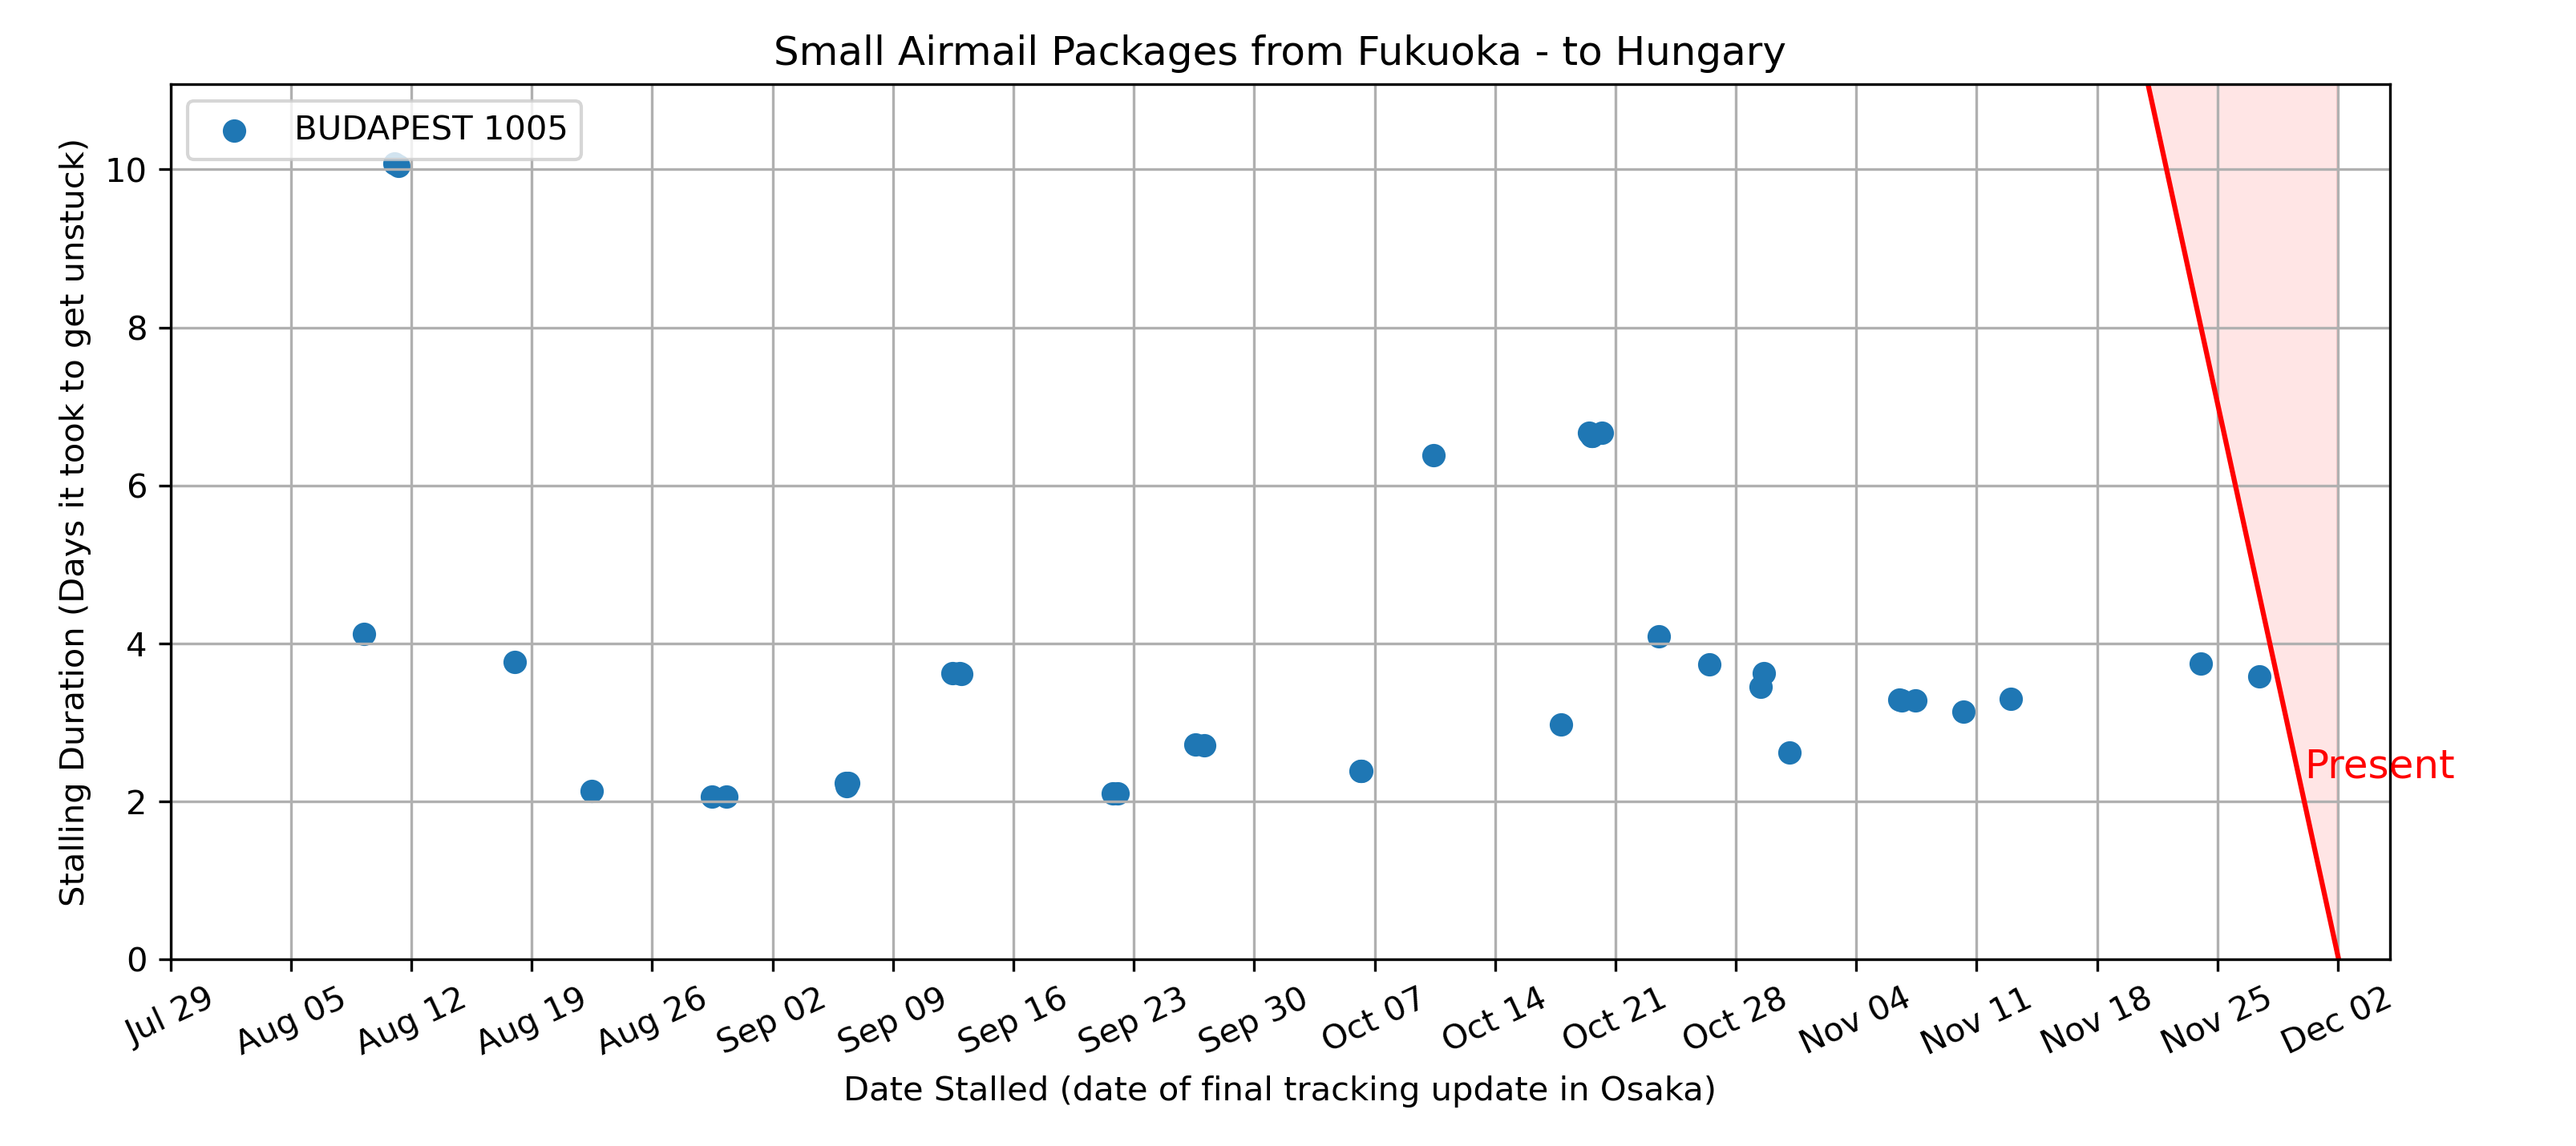 Small Airmail Packages from Fukuoka - to Hungary
BUDAPEST 1005
Stalling Duration (Days it took to get unstuck)
10
8
6
4
2
0
Present
Jul 29
Aug 05
Aug 12
Aug 19
Aug 26
Sep 02
Sep 09
Sep 16
Sep 23
Sep 30
Oct 07
Oct 14
Oct 21
Oct 28
Nov 04
Nov 11
Nov 18
Nov 25
Dec 02
Date Stalled (date of final tracking update in Osaka)